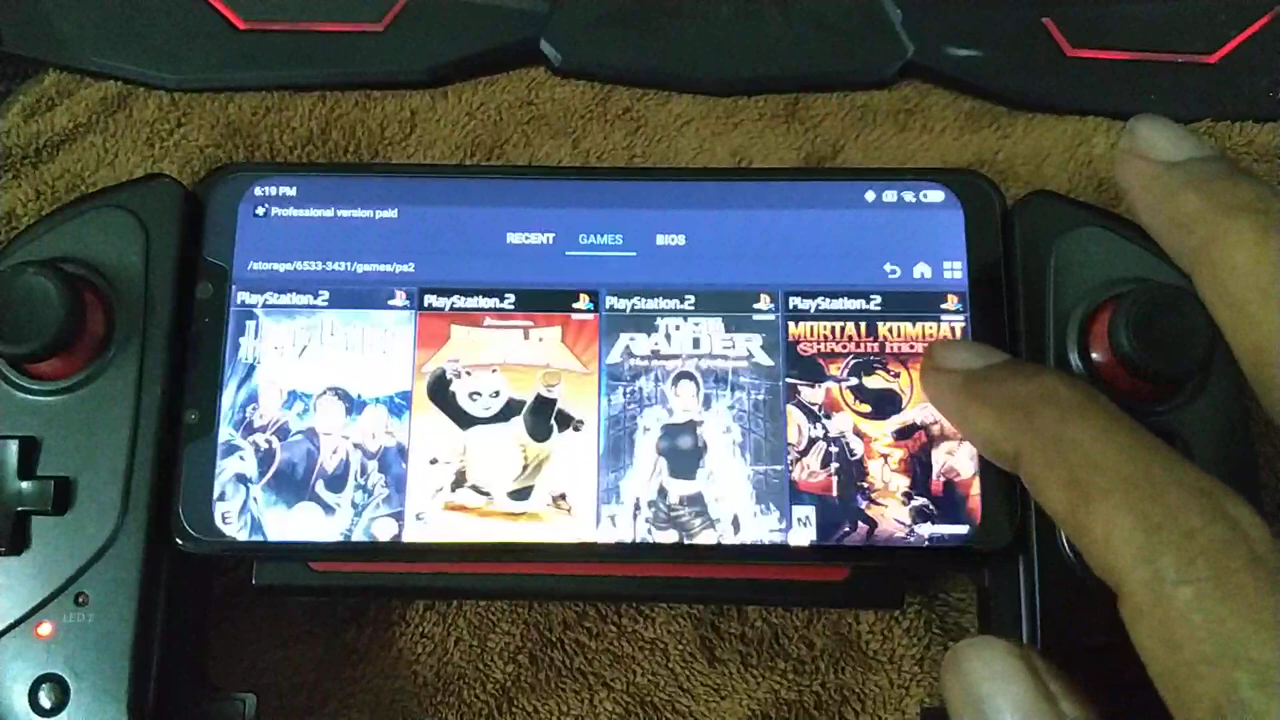 6:19 PM
Professional version paid
RECENT GAMES BIOS
/storage/6533-3431/games/ps2
PlayStation.2 PlayStation.2 PlayStation.2 PlayStation.2
TOMB
RAIDER
MORTAL KOMBAT
SHAOLIN MON
E
T
M
LED 2